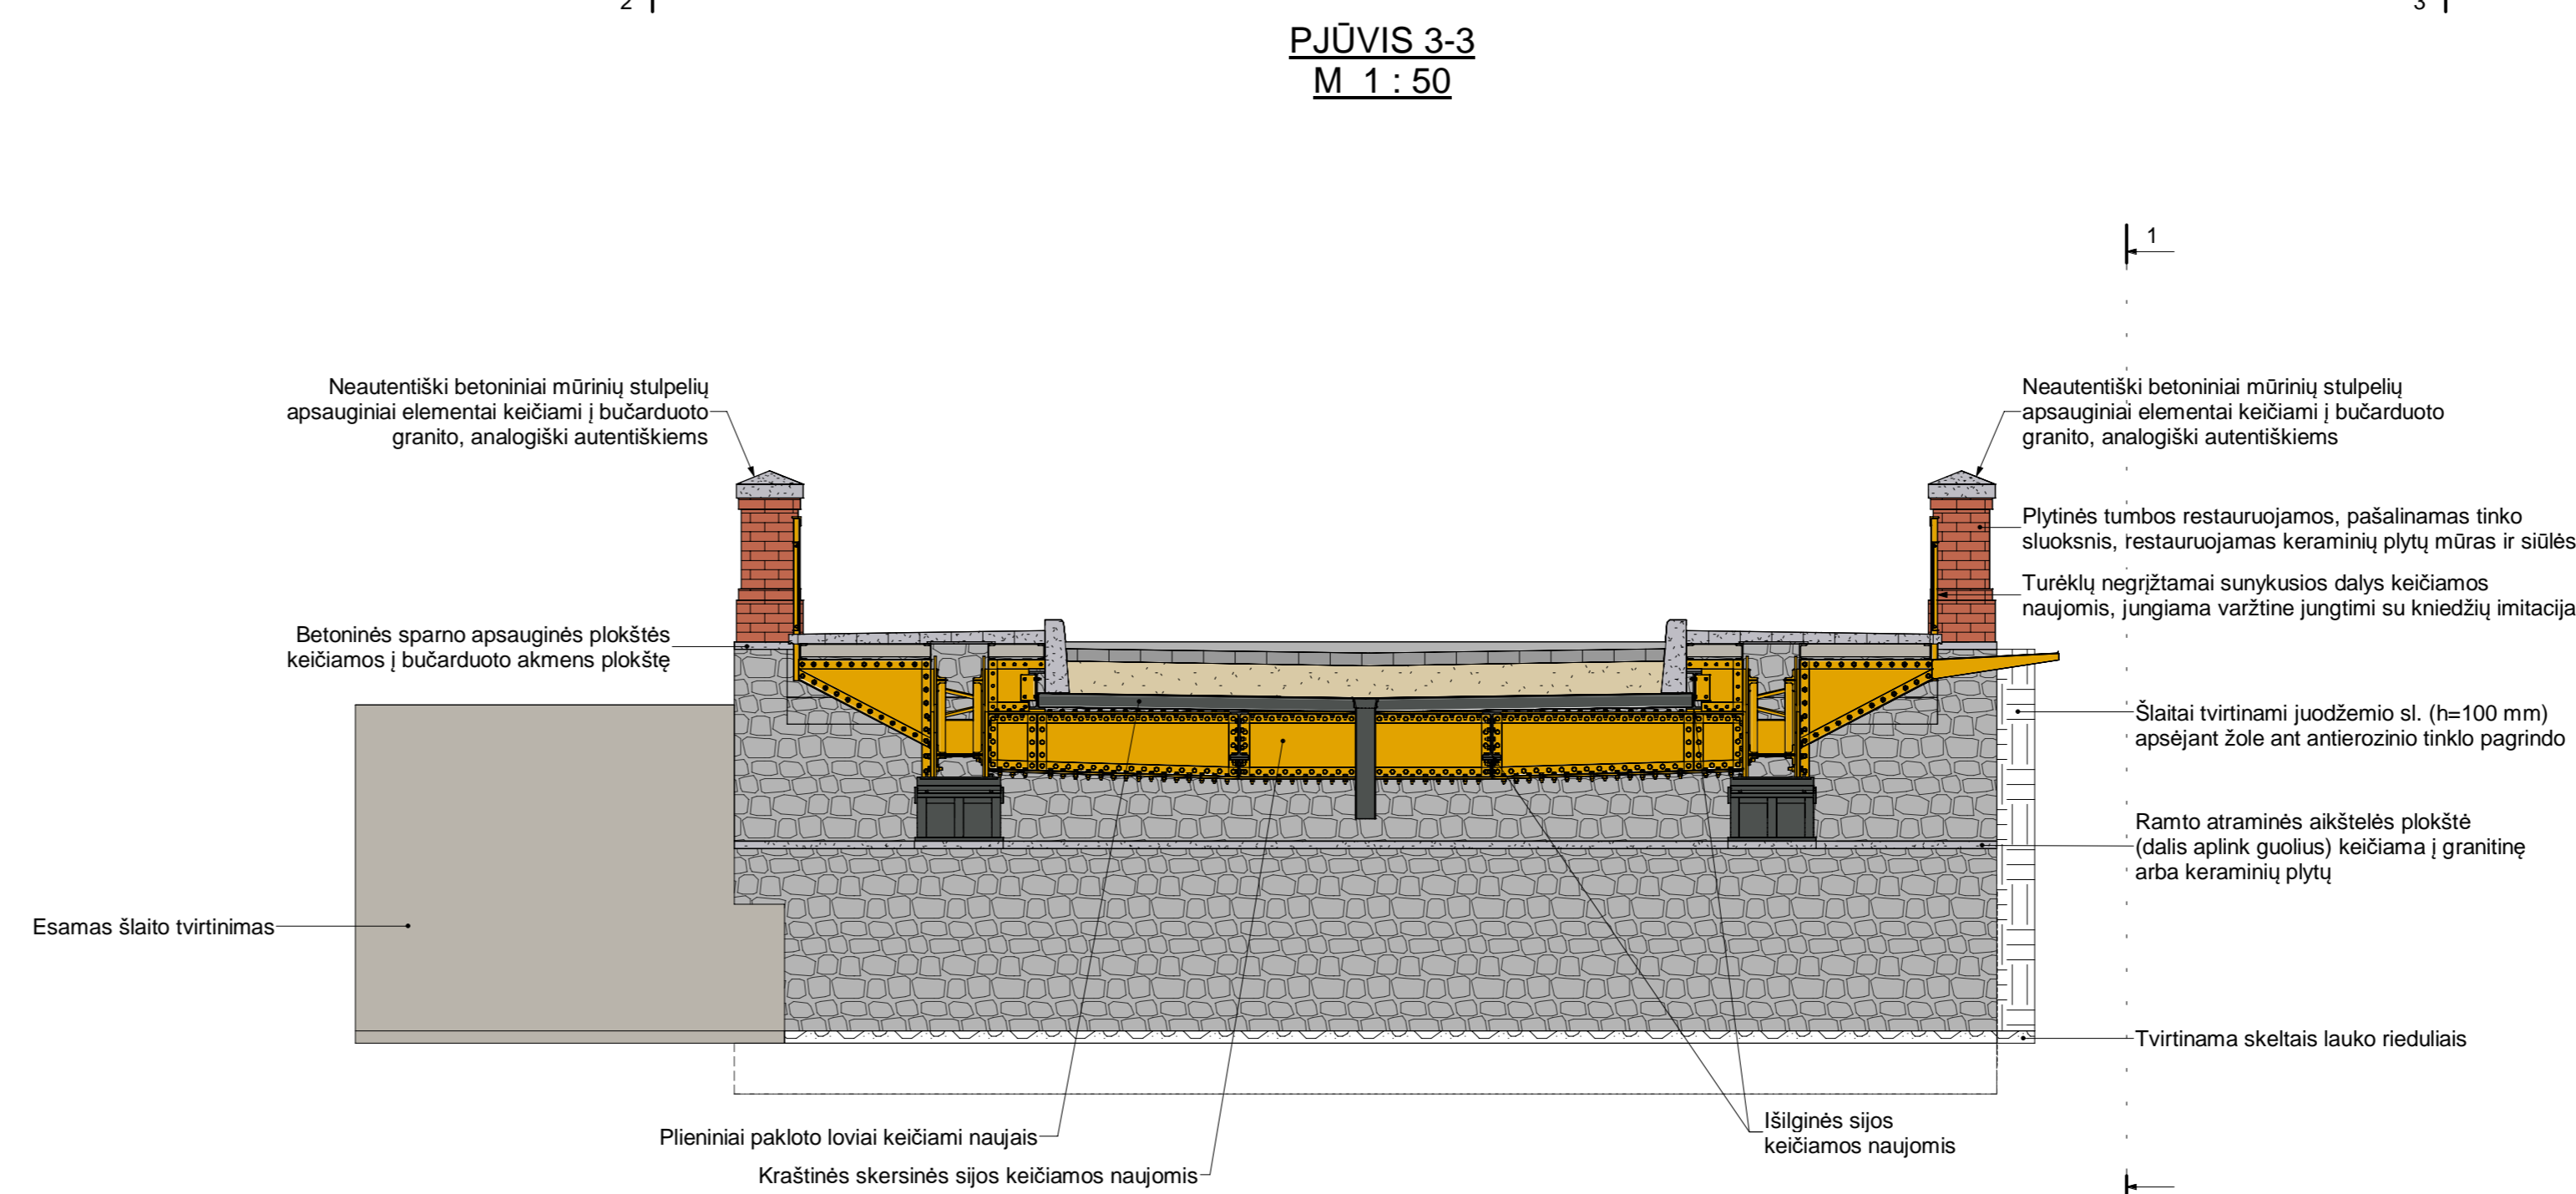 2
3
PJŪVIS 3-3
M 1 : 50
1
Neautentiški betoniniai mūrinių stulpelių
apsauginiai elementai keičiami į bučarduoto
granito, analogiški autentiškiems
Neautentiški betoniniai mūrinių stulpelių
apsauginiai elementai keičiami į bučarduoto
granito, analogiški autentiškiems
Plytinės tumbos restauruojamos, pašalinamas tinko
sluoksnis, restauruojamas keraminių plytų mūras ir siūlės
Turėklų negrįžtamai sunykusios dalys keičiamos
naujomis, jungiama varžtine jungtimi su kniedžių imitacija
Betoninės sparno apsauginės plokštės
keičiamos į bučarduoto akmens plokštę
Šlaitai tvirtinami juodžemio sl. (h=100 mm)
apsėjant žole ant antierozinio tinklo pagrindo
Ramto atraminės aikštelės plokštė
(dalis aplink guolius) keičiama į granitinę
arba keraminių plytų
Esamas šlaito tvirtinimas
Tvirtinama skeltais lauko rieduliais
Išilginės sijos
keičiamos naujomis
Plieniniai pakloto loviai keičiami naujais
Kraštinės skersinės sijos keičiamos naujomis